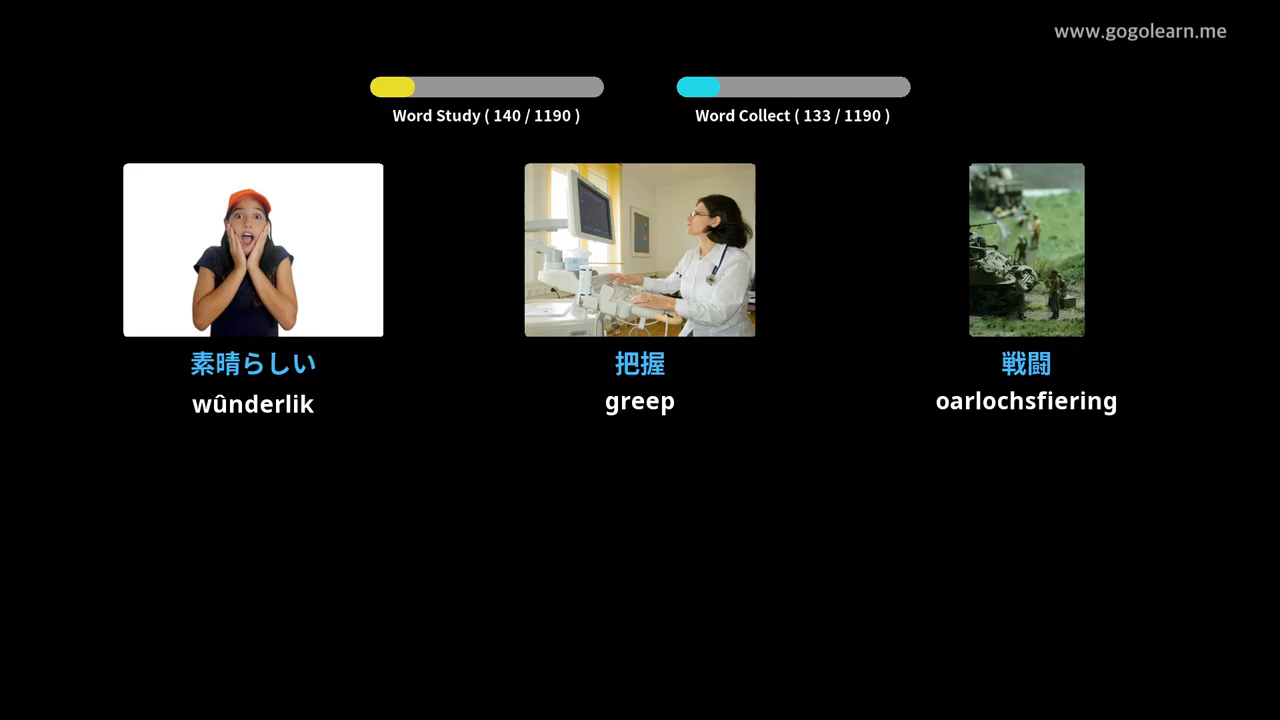 www.gogolearn.me
Word Study ( 140 / 1190 )
Word Collect ( 133 / 1190 )
素晴らしい
把握
戦闘
wûnderlik
greep
oarlochsfiering